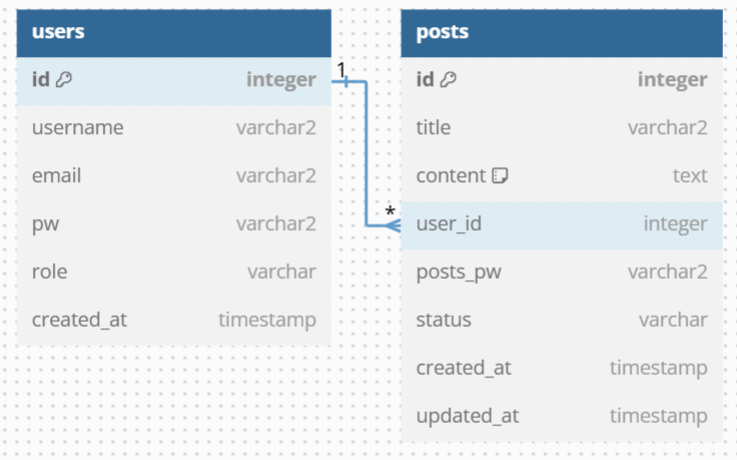 users
id integer
username varchar2
email varchar2
pw varchar2
role varchar
created_at timestamp
1
*
posts
id integer
title varchar2
content text
user_id integer
posts_pw varchar2
status varchar
created_at timestamp
updated_at timestamp